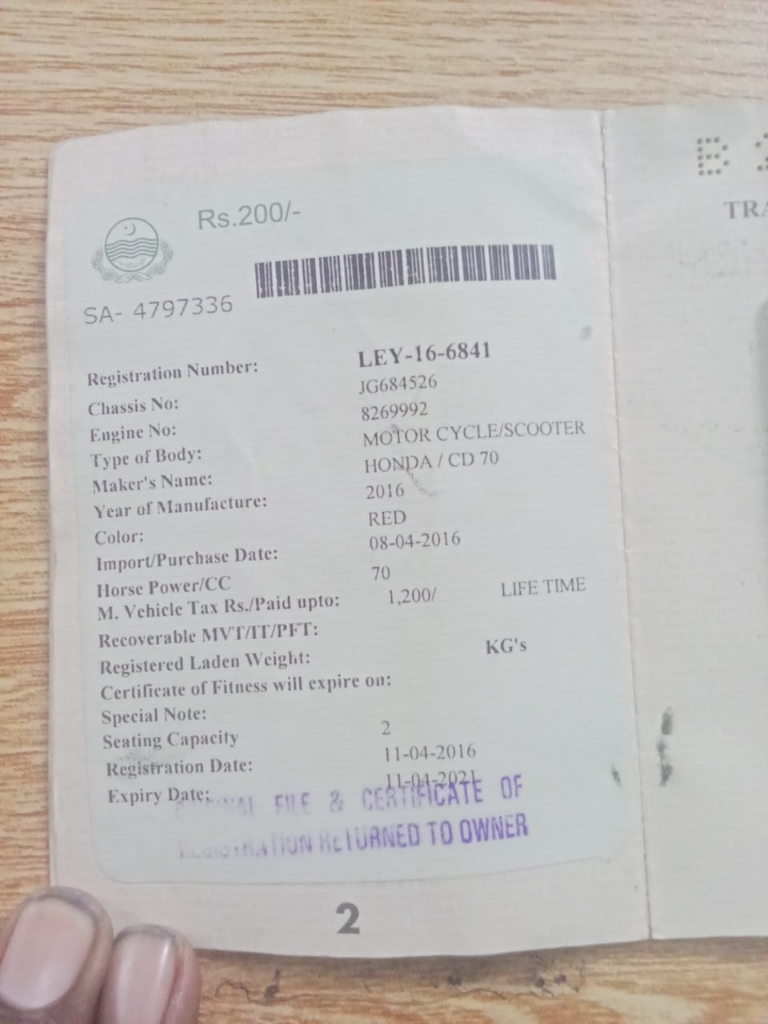 Rs.200/-
SA- 4797336
Registration Number: LEY-16-6841
Chassis No: JG684526
Engine No: 8269992
Type of Body: MOTOR CYCLE/SCOOTER
Maker's Name: HONDA / CD 70
Year of Manufacture: 2016
Color: RED
Import/Purchase Date: 08-04-2016
Horse Power/CC 70
M. Vehicle Tax Rs./Paid upto: 1,200/ LIFE TIME
Recoverable MVT/IT/PFT:
Registered Laden Weight: KG's
Certificate of Fitness will expire on:
Special Note:
Seating Capacity 2
Registration Date: 11-04-2016
Expiry Date: 11-04-2021
FILE & CERTIFICATE OF
RETURNED TO OWNER
2
B
TRA